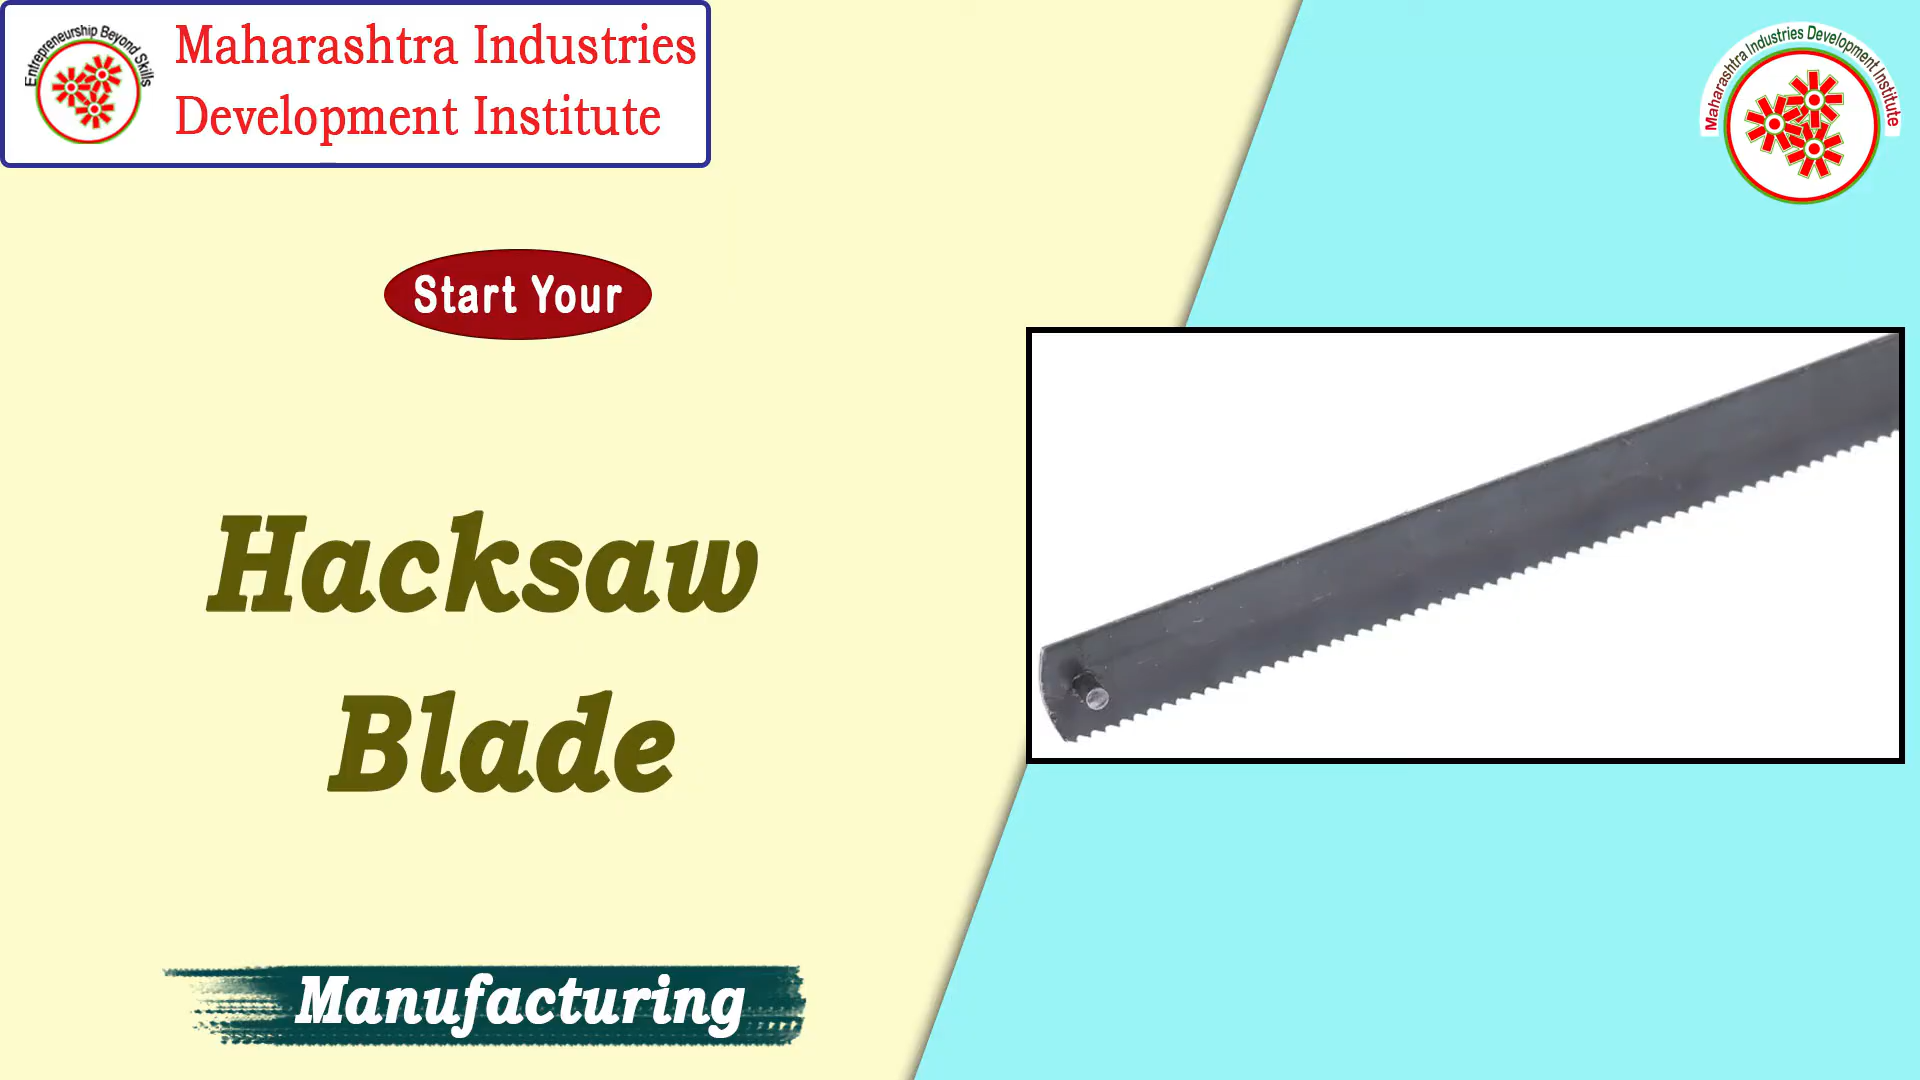 Entrepreneurship Beyond Skills
Maharashtra Industries
Development Institute
Maharashtra Industries Development Institute
Start Your
Hacksaw
Blade
Manufacturing